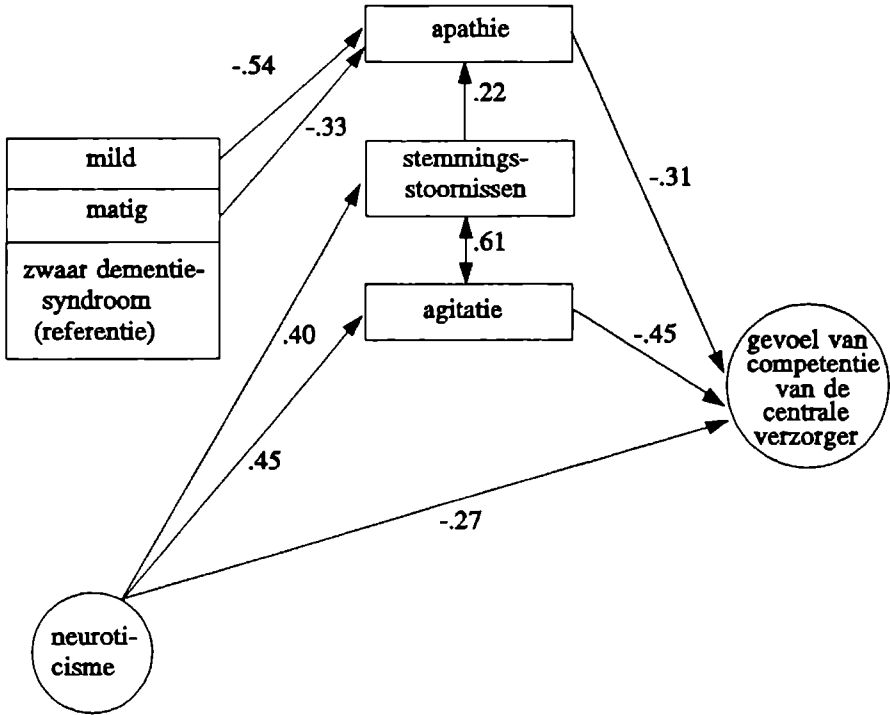 apathie
-.54
.22
-.33
mild
matig
zwaar dementie-
syndroom
(referentie)
stemmings-
stoornissen
-.31
.61
agitatie
.40
-.45
gevoel van
competentie
van de
centrale
verzorger
.45
-.27
neuroti-
cisme